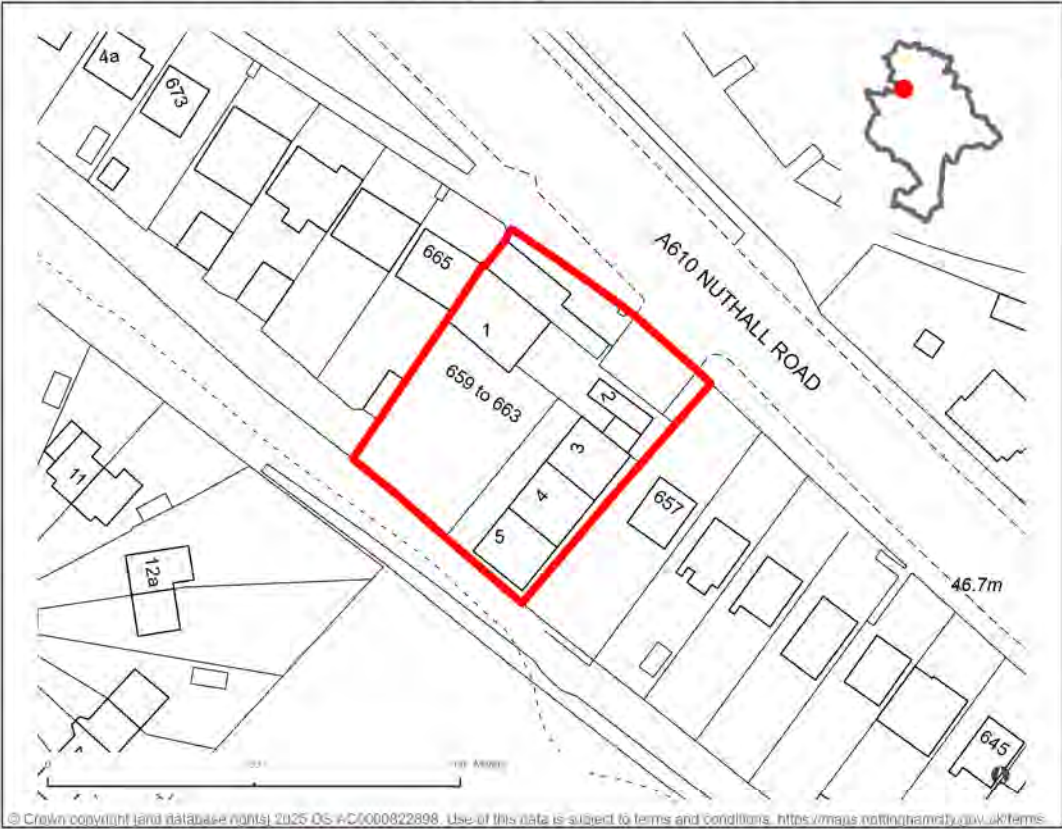 4a
673
665
A610 NUTHALL ROAD
1
659 to 663
2
3
4
5
657
11
12a
46.7m
645
© Crown copyright (and database rights) 2025 OS AC0000822898. Use of this data is subject to terms and conditions, https://maps.nottinghamcity.gov.uk/terms.